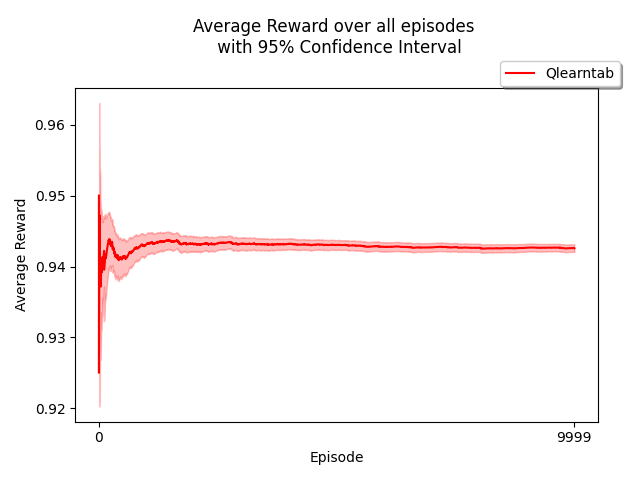 Average Reward over all episodes
with 95% Confidence Interval
Qlearntab
0.96
0.95
0.94
0.93
0.92
Average Reward
0
9999
Episode